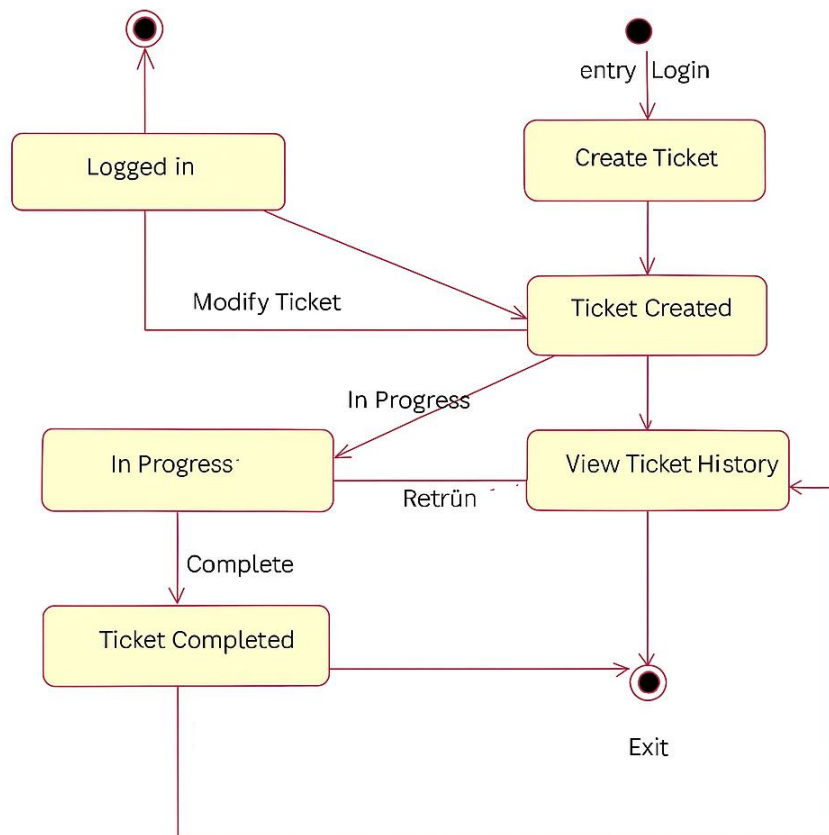 entry Login
Logged in
Create Ticket
Ticket Created
Modify Ticket
In Progress
In Progress
View Ticket History
Retrün
Complete
Ticket Completed
Exit